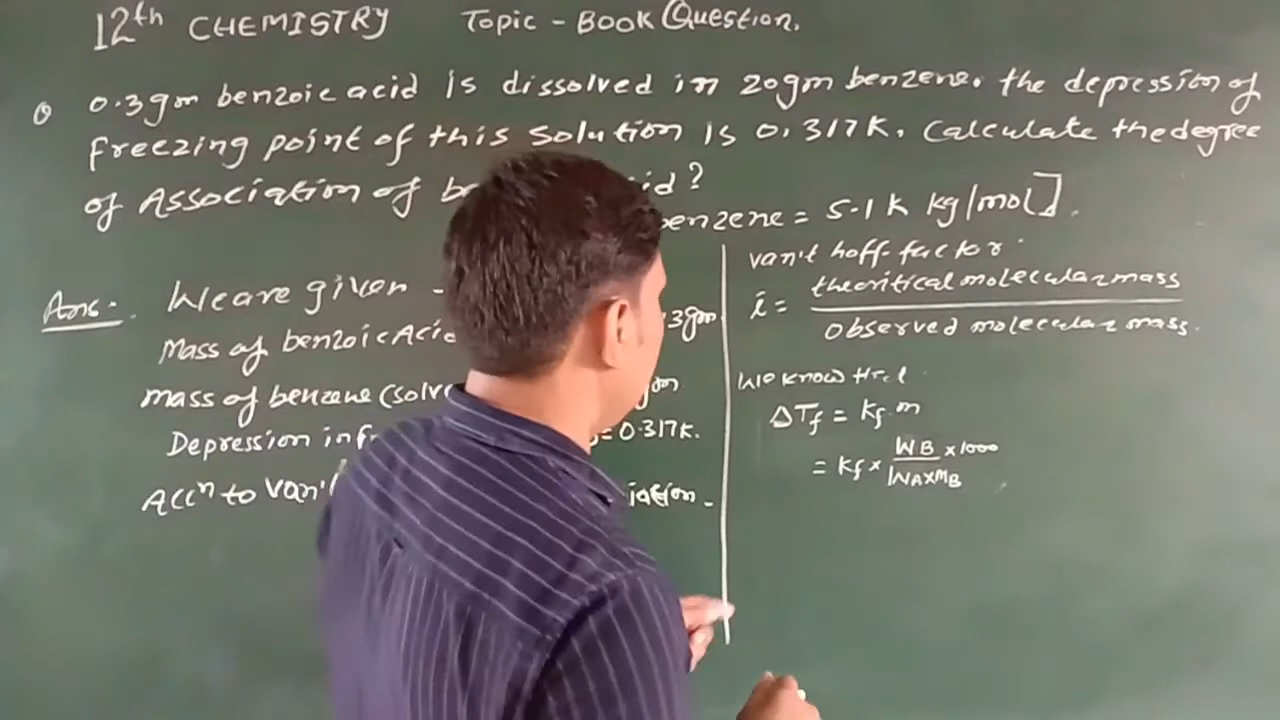 12th CHEMISTRY Topic - BOOK Question.
Q 0.3gm benzoic acid is dissolved in 20gm benzene. the depression of
freezing point of this solution is 0.317K. Calculate the degree
of Association of be id?
benzene = 5.1 K kg/mol].
Ans:- We are given -
Mass of benzoic Acid 3gm.
mass of benzene (solve gm
Depression in f = 0.317K.
Accn to Van't iation -
van't hoff factor
i = theoritical molecular mass
observed molecular mass.
we know that
ΔTf = Kf.m
= Kf × WB × 1000
WA×MB